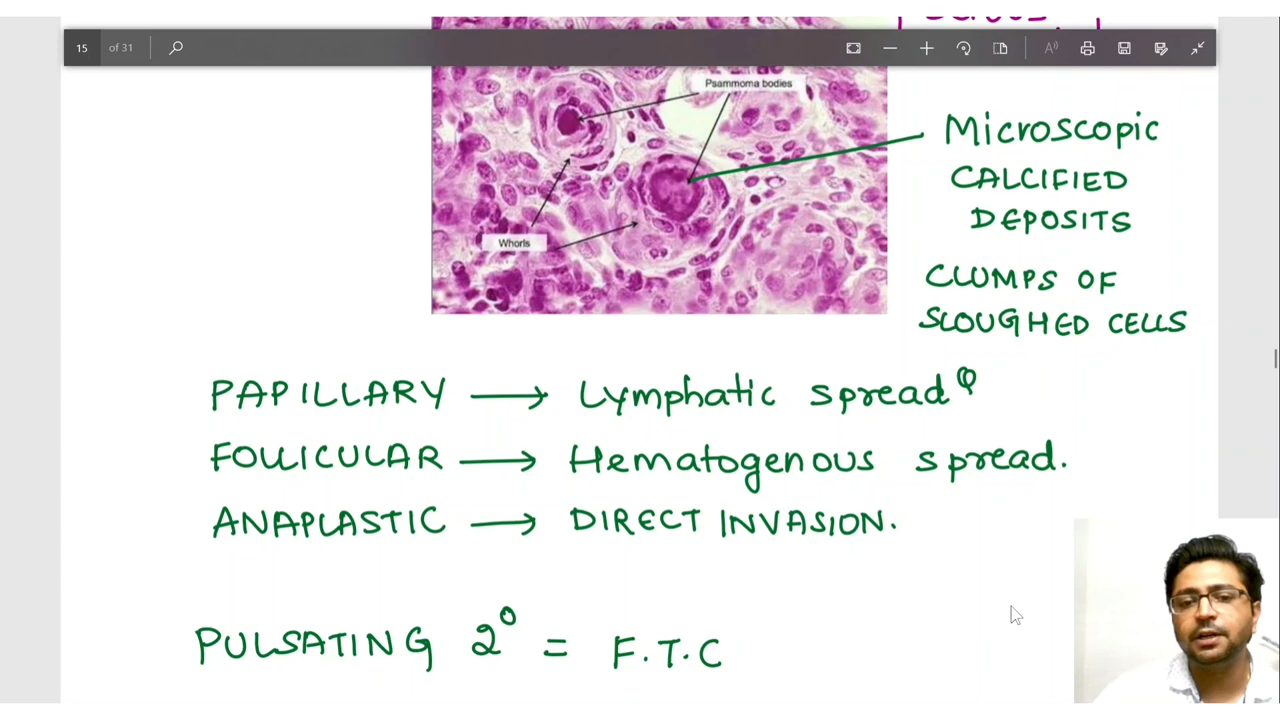 15 of 31
Psammoma bodies
Whorls
Microscopic
CALCIFIED
DEPOSITS
CLUMPS OF
SLOUGHED CELLS
PAPILLARY → Lymphatic spread
FOLLICULAR → Hematogenous spread.
ANAPLASTIC → DIRECT INVASION.
PULSATING 2° = F.T.C